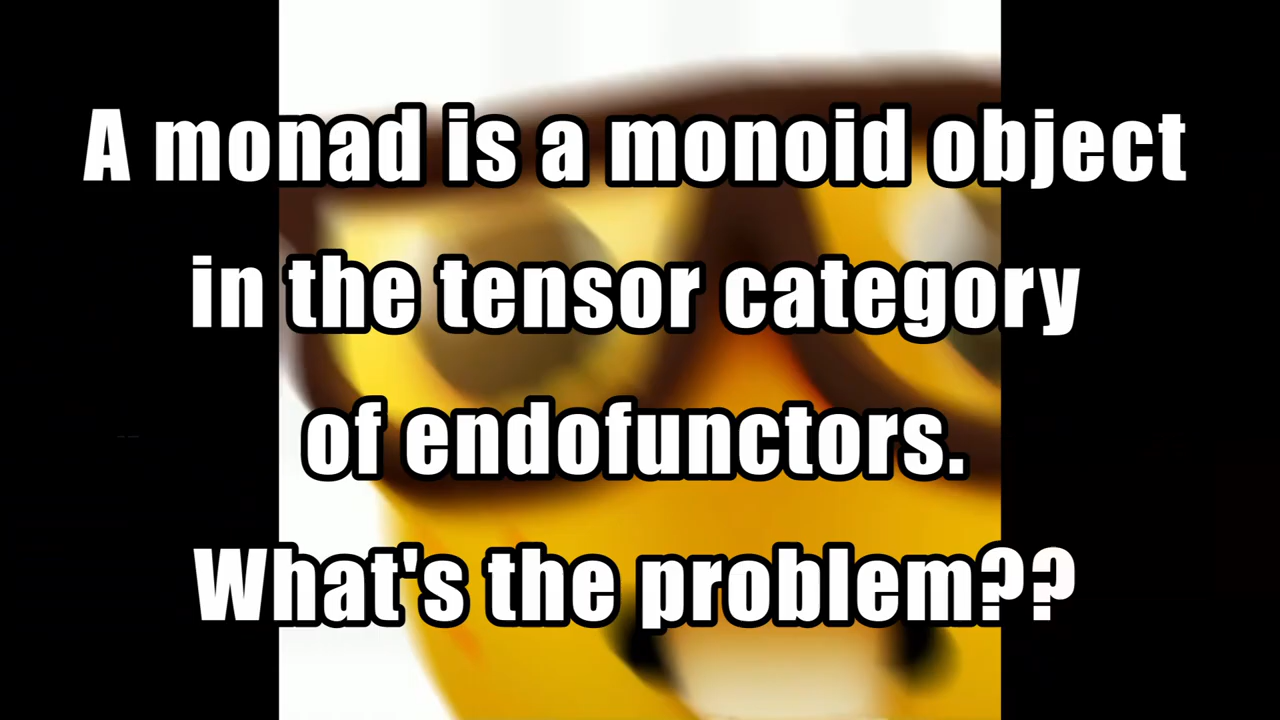 A monad is a monoid object
in the tensor category
of endofunctors.
What's the problem??